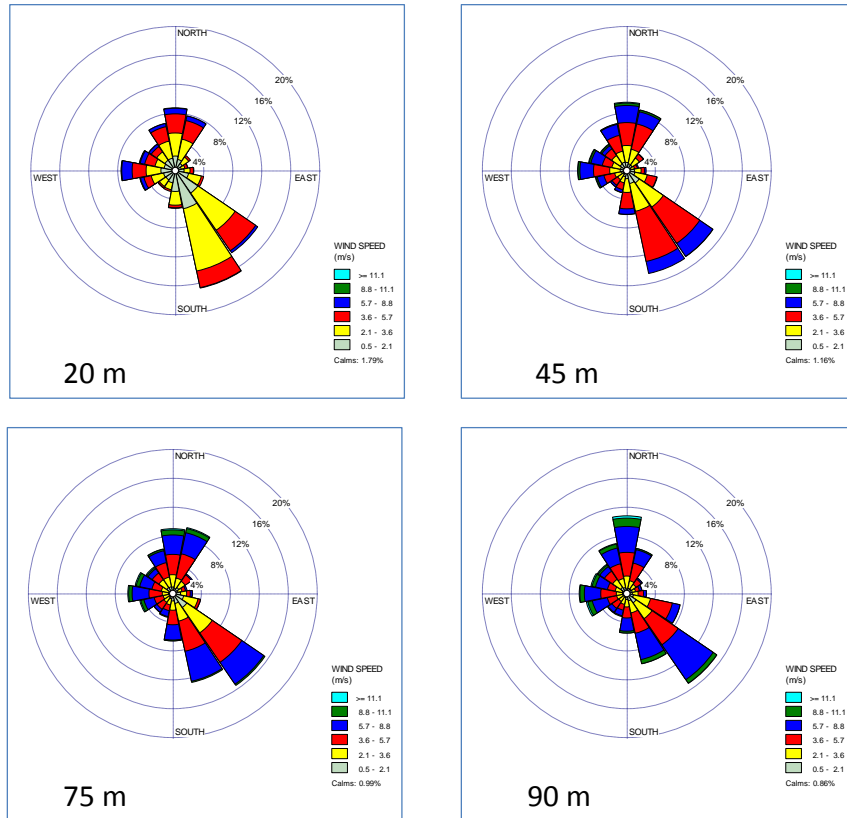 NORTH
20%
16%
12%
8%
4%
WEST
EAST
SOUTH
WIND SPEED
(m/s)
>= 11.1
8.8 - 11.1
5.7 - 8.8
3.6 - 5.7
2.1 - 3.6
0.5 - 2.1
Calms: 1.79%
20 m
NORTH
20%
16%
12%
8%
4%
WEST
EAST
SOUTH
WIND SPEED
(m/s)
>= 11.1
8.8 - 11.1
5.7 - 8.8
3.6 - 5.7
2.1 - 3.6
0.5 - 2.1
Calms: 1.16%
45 m
NORTH
20%
16%
12%
8%
4%
WEST
EAST
SOUTH
WIND SPEED
(m/s)
>= 11.1
8.8 - 11.1
5.7 - 8.8
3.6 - 5.7
2.1 - 3.6
0.5 - 2.1
Calms: 0.99%
75 m
NORTH
20%
16%
12%
8%
4%
WEST
EAST
SOUTH
WIND SPEED
(m/s)
>= 11.1
8.8 - 11.1
5.7 - 8.8
3.6 - 5.7
2.1 - 3.6
0.5 - 2.1
Calms: 0.86%
90 m